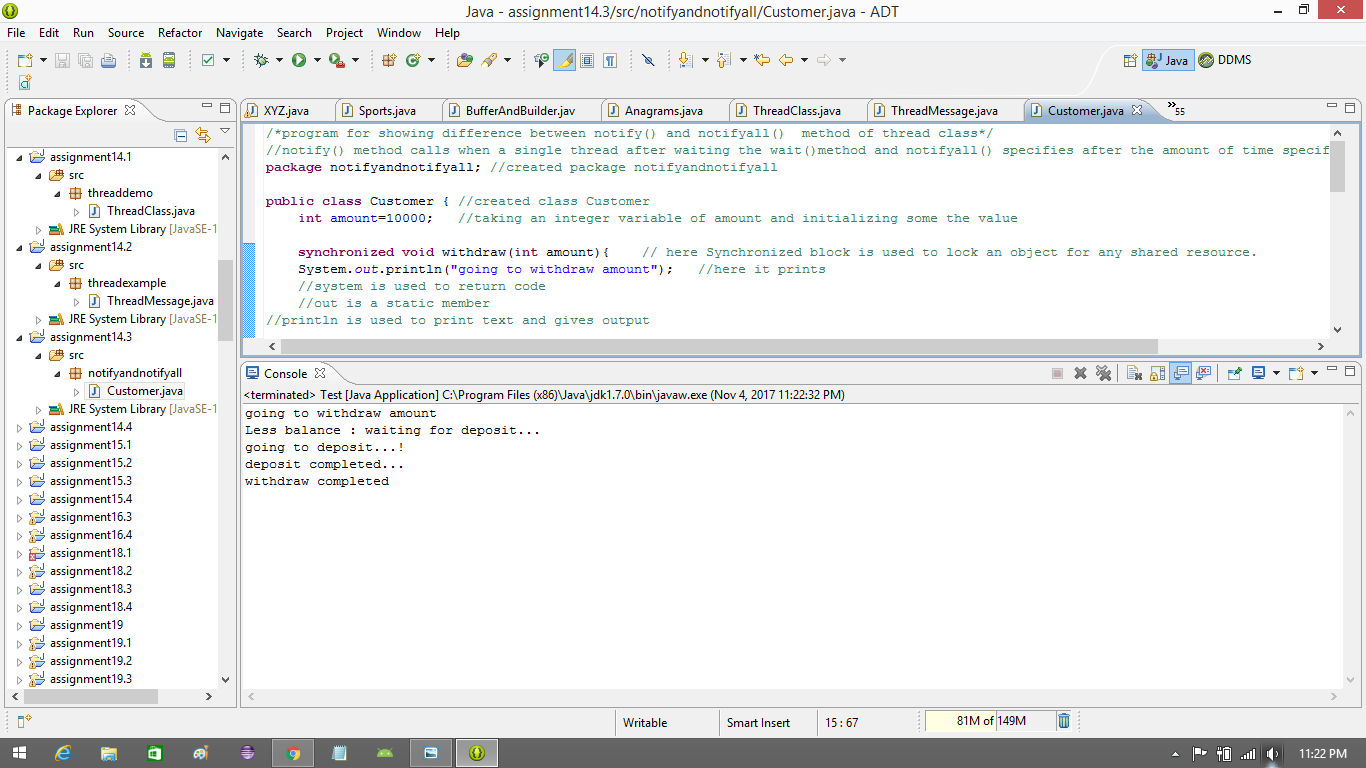 Java - assignment14.3/src/notifyandnotifyall/Customer.java - ADT
File Edit Run Source Refactor Navigate Search Project Window Help
Java DDMS
Package Explorer
XYZ.java Sports.java BufferAndBuilder.jav Anagrams.java ThreadClass.java ThreadMessage.java Customer.java »55
assignment14.1
src
threaddemo
ThreadClass.java
JRE System Library [JavaSE-1
assignment14.2
src
threadexample
ThreadMessage.java
JRE System Library [JavaSE-1
assignment14.3
src
notifyandnotifyall
Customer.java
JRE System Library [JavaSE-1
assignment14.4
assignment15.1
assignment15.2
assignment15.3
assignment15.4
assignment16.3
assignment16.4
assignment18.1
assignment18.2
assignment18.3
assignment18.4
assignment19
assignment19.1
assignment19.2
assignment19.3
/*program for showing difference between notify() and notifyall()  method of thread class*/
//notify() method calls when a single thread after waiting the wait()method and notifyall() specifies after the amount of time specif
package notifyandnotifyall; //created package notifyandnotifyall
public class Customer { //created class Customer
int amount=10000;   //taking an integer variable of amount and initializing some the value
synchronized void withdraw(int amount){    // here Synchronized block is used to lock an object for any shared resource.
System.out.println("going to withdraw amount");   //here it prints
//system is used to return code
//out is a static member
//println is used to print text and gives output
Console
<terminated> Test [Java Application] C:\Program Files (x86)\Java\jdk1.7.0\bin\javaw.exe (Nov 4, 2017 11:22:32 PM)
going to withdraw amount
Less balance : waiting for deposit...
going to deposit...!
deposit completed...
withdraw completed
Writable Smart Insert 15 : 67 81M of 149M
11:22 PM